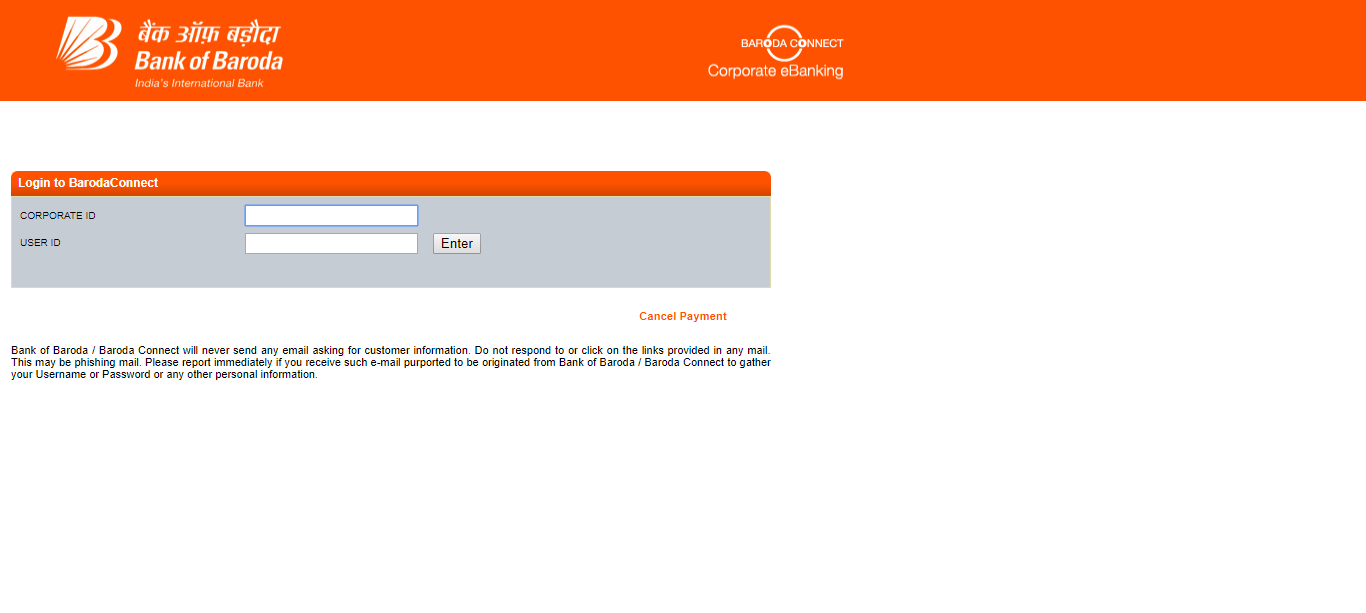 बैंक ऑफ़ बड़ौदा
Bank of Baroda
India's International Bank
BARODA CONNECT
Corporate eBanking
Login to BarodaConnect
CORPORATE ID
USER ID
Enter
Cancel Payment
Bank of Baroda / Baroda Connect will never send any email asking for customer information. Do not respond to or click on the links provided in any mail.
This may be phishing mail. Please report immediately if you receive such e-mail purported to be originated from Bank of Baroda / Baroda Connect to gather
your Username or Password or any other personal information.